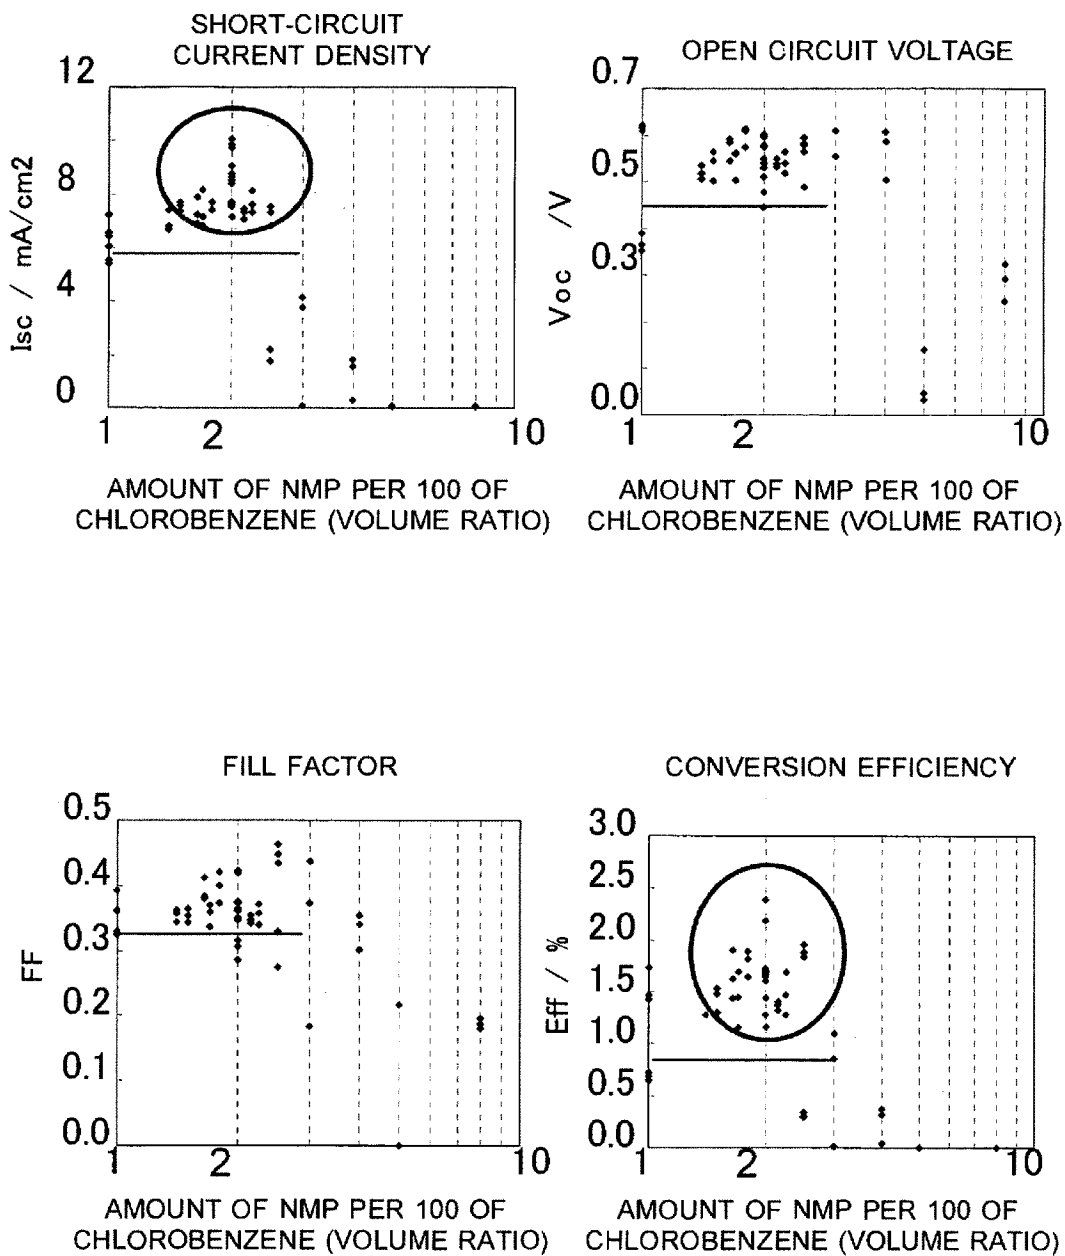 SHORT-CIRCUIT
CURRENT DENSITY
12
8
4
0
Isc / mA/cm2
1
2
10
AMOUNT OF NMP PER 100 OF
CHLOROBENZENE (VOLUME RATIO)
OPEN CIRCUIT VOLTAGE
0.7
0.5
0.3
0.0
Voc /V
1
2
10
AMOUNT OF NMP PER 100 OF
CHLOROBENZENE (VOLUME RATIO)
FILL FACTOR
0.5
0.4
0.3
0.2
0.1
0.0
FF
1
2
10
AMOUNT OF NMP PER 100 OF
CHLOROBENZENE (VOLUME RATIO)
CONVERSION EFFICIENCY
3.0
2.5
2.0
1.5
1.0
0.5
0.0
Eff / %
1
2
10
AMOUNT OF NMP PER 100 OF
CHLOROBENZENE (VOLUME RATIO)